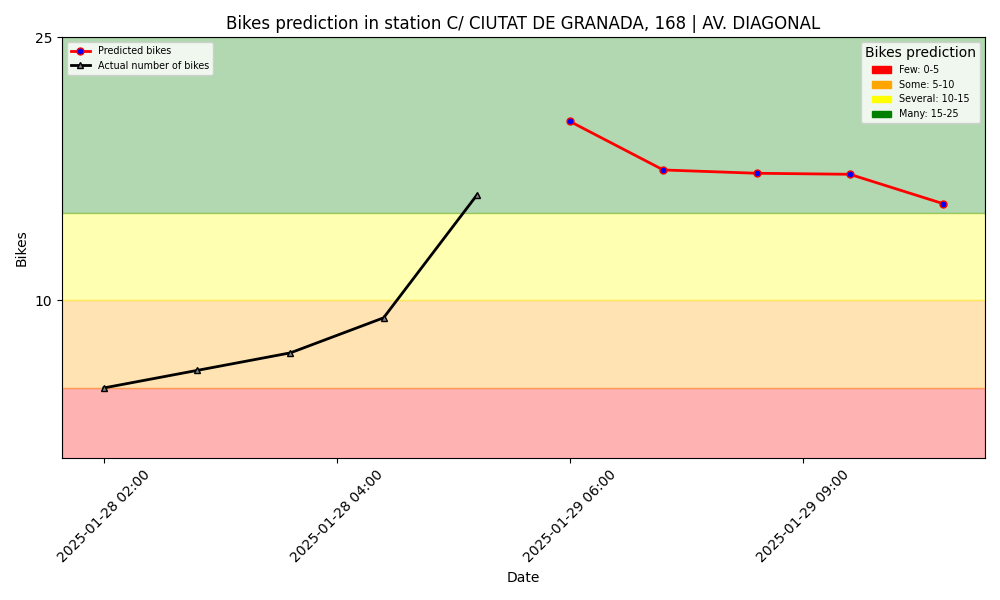 Bikes prediction in station C/ CIUTAT DE GRANADA, 168 | AV. DIAGONAL
25
10
Bikes
Predicted bikes
Actual number of bikes
Bikes prediction
Few: 0-5
Some: 5-10
Several: 10-15
Many: 15-25
2025-01-28 02:00
2025-01-28 04:00
2025-01-29 06:00
2025-01-29 09:00
Date